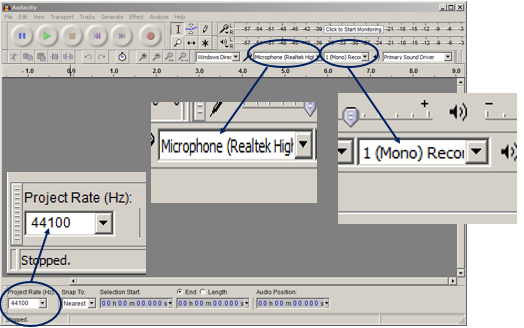 Audacity
File Edit View Transport Tracks Generate Effect Analyze Help
-57 -54 -51 -48 -45 -42 Click to Start Monitoring -21 -18 -15 -12 -9 -6 -3 0
-57 -54 -51 -48 -45 -42 -39 -36 -33 -30 -27 -24 -21 -18 -15 -12 -9 -6 -3 0
Windows Direc Microphone (Realtek High 1 (Mono) Recor Primary Sound Driver
-1.0 0.0 1.0 2.0 3.0 4.0 5.0 6.0 7.0 8.0 9.0
Microphone (Realtek High
1 (Mono) Recor
Project Rate (Hz):
44100
Stopped.
Project Rate (Hz): Snap To: Selection Start End Length Audio Position:
44100 Nearest 00 h 00 m 00.000 s 00 h 00 m 00.000 s 00 h 00 m 00.000 s
Stopped.